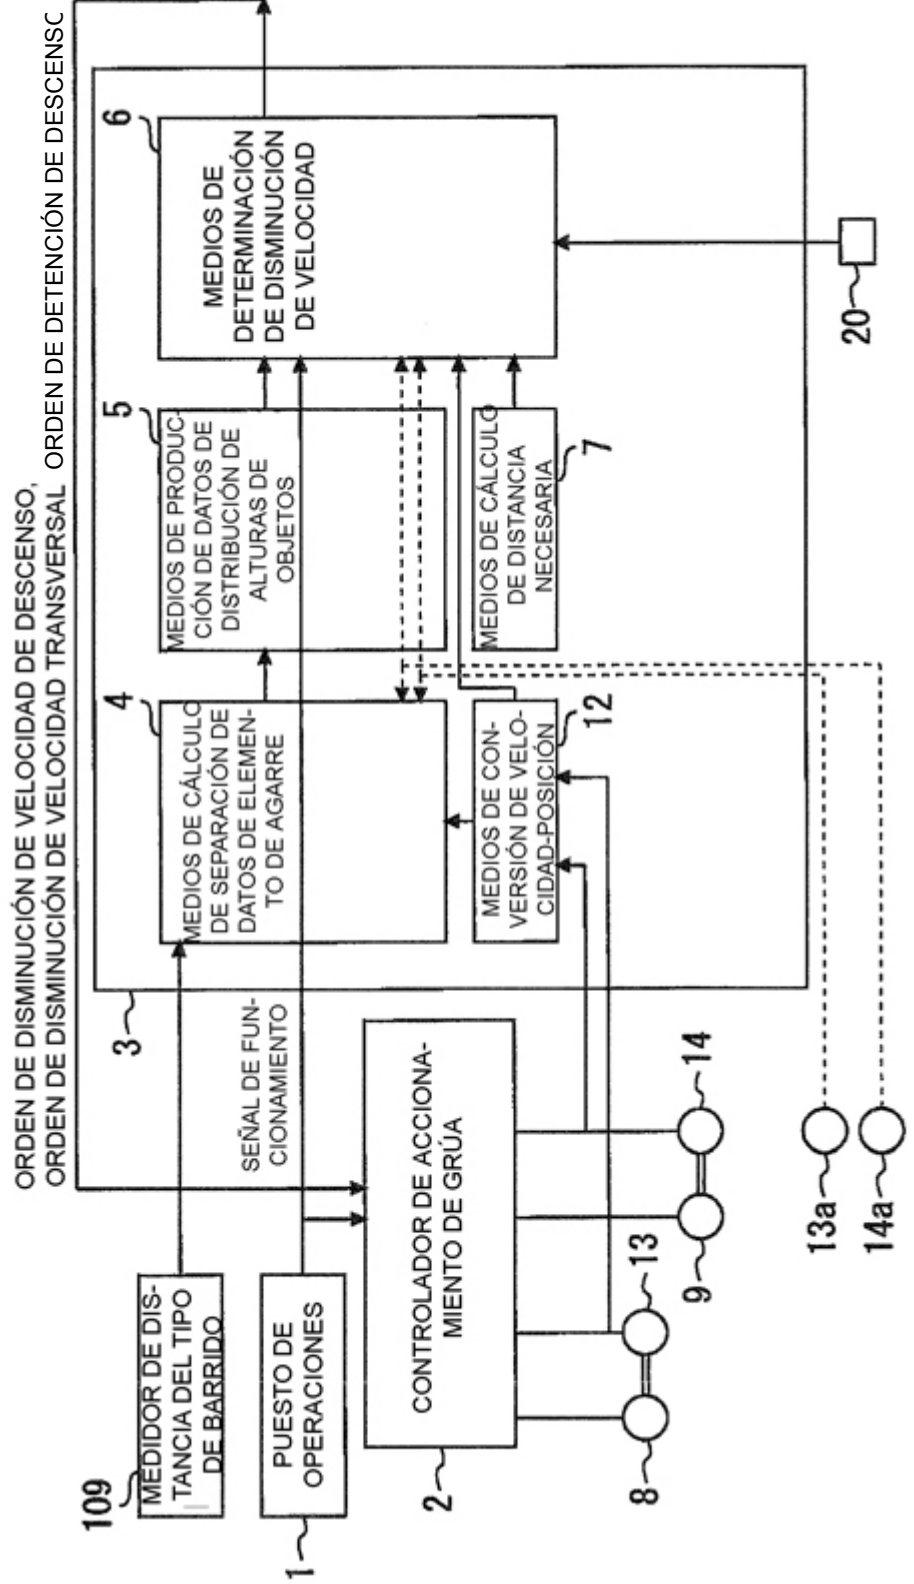 ORDEN DE DISMINUCIÓN DE VELOCIDAD DE DESCENSO,
ORDEN DE DISMINUCIÓN DE VELOCIDAD TRANSVERSAL ORDEN DE DETENCIÓN DE DESCENSO
109
MEDIDOR DE DIS-
TANCIA DEL TIPO
DE BARRIDO
1
PUESTO DE
OPERACIONES
SEÑAL DE FUN-
CIONAMIENTO
2
CONTROLADOR DE ACCIONA-
MIENTO DE GRÚA
3
4
MEDIOS DE CÁLCULO
DE SEPARACIÓN DE
DATOS DE ELEMEN-
TO DE AGARRE
5
MEDIOS DE PRODUC-
CIÓN DE DATOS DE
DISTRIBUCIÓN DE
ALTURAS DE
OBJETOS
6
MEDIOS DE
DETERMINACIÓN
DE DISMINUCIÓN
DE VELOCIDAD
MEDIOS DE CON-
VERSIÓN DE VELO-
CIDAD-POSICIÓN
12
MEDIOS DE CÁLCULO
DE DISTANCIA
NECESARIA
7
8
13
9
14
13a
14a
20